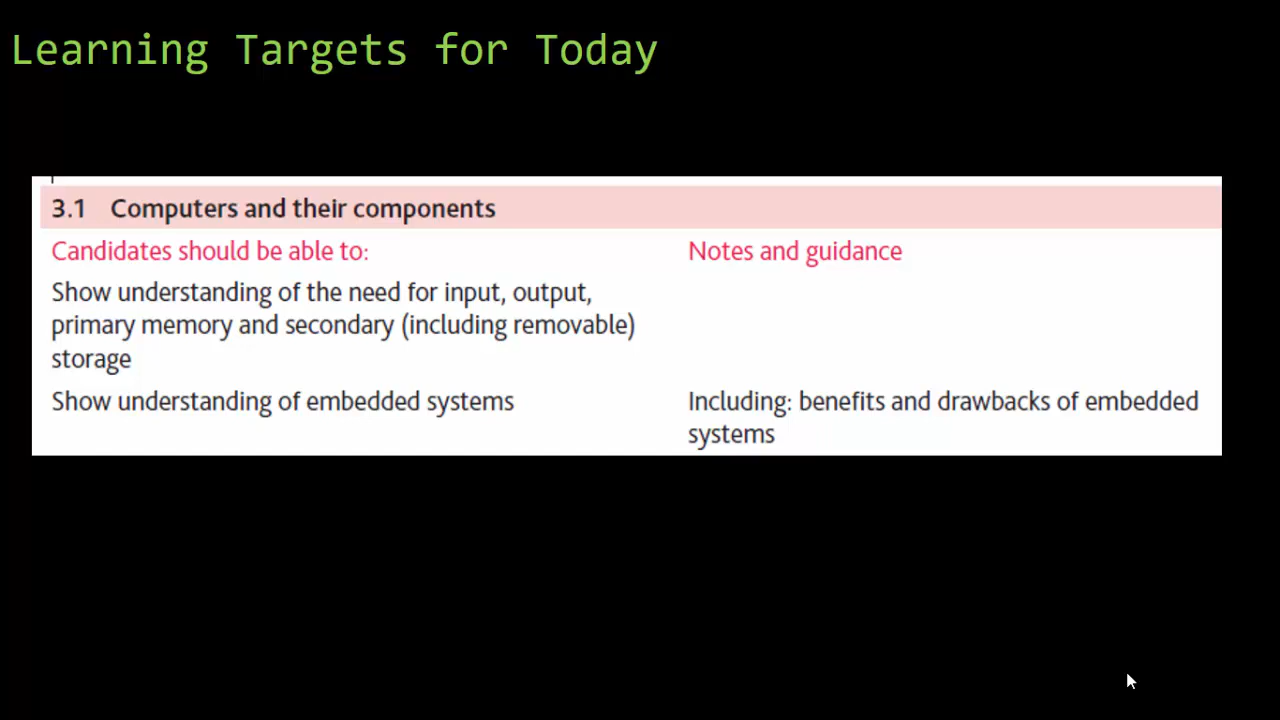 Learning Targets for Today
3.1 Computers and their components
Candidates should be able to:
Notes and guidance
Show understanding of the need for input, output,
primary memory and secondary (including removable)
storage
Show understanding of embedded systems
Including: benefits and drawbacks of embedded
systems